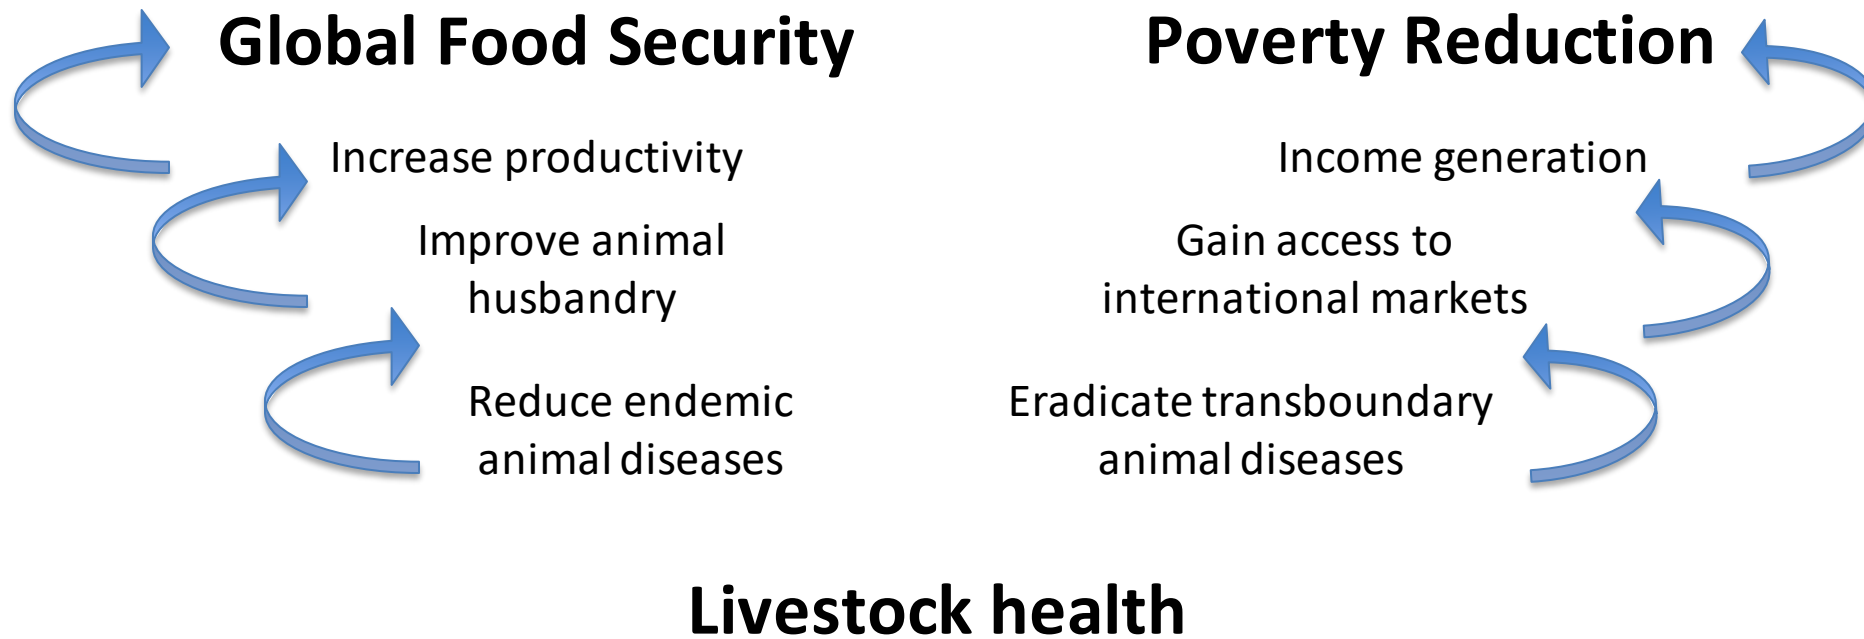 Global Food Security
Poverty Reduction
Increase productivity
Income generation
Improve animal
husbandry
Gain access to
international markets
Reduce endemic
animal diseases
Eradicate transboundary
animal diseases
Livestock health